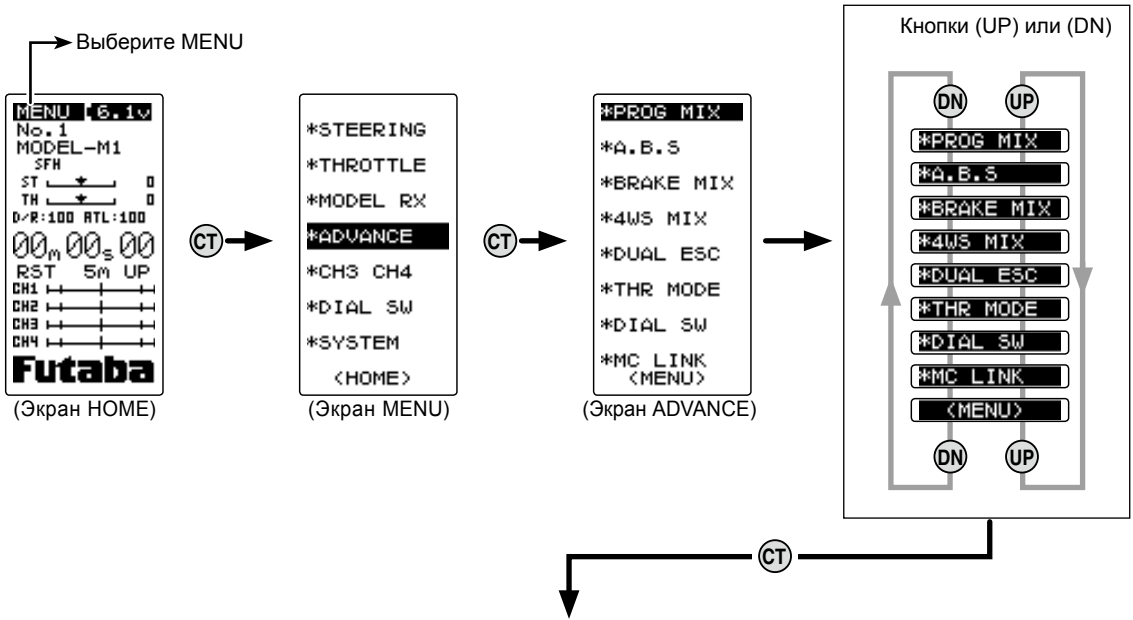 Выберите MENU
MENU 6.1v
No.1
MODEL-M1
SFH
ST 0
TH 0
D/R:100 ATL:100
00m00s00
RST 5m UP
CH1
CH2
CH3
CH4
Futaba
(Экран HOME)
CT
*STEERING
*THROTTLE
*MODEL RX
*ADVANCE
*CH3 CH4
*DIAL SW
*SYSTEM
<HOME>
(Экран MENU)
CT
*PROG MIX
*A.B.S
*BRAKE MIX
*4WS MIX
*DUAL ESC
*THR MODE
*DIAL SW
*MC LINK
<MENU>
(Экран ADVANCE)
Кнопки (UP) или (DN)
DN UP
*PROG MIX
*A.B.S
*BRAKE MIX
*4WS MIX
*DUAL ESC
*THR MODE
*DIAL SW
*MC LINK
<MENU>
DN UP
CT